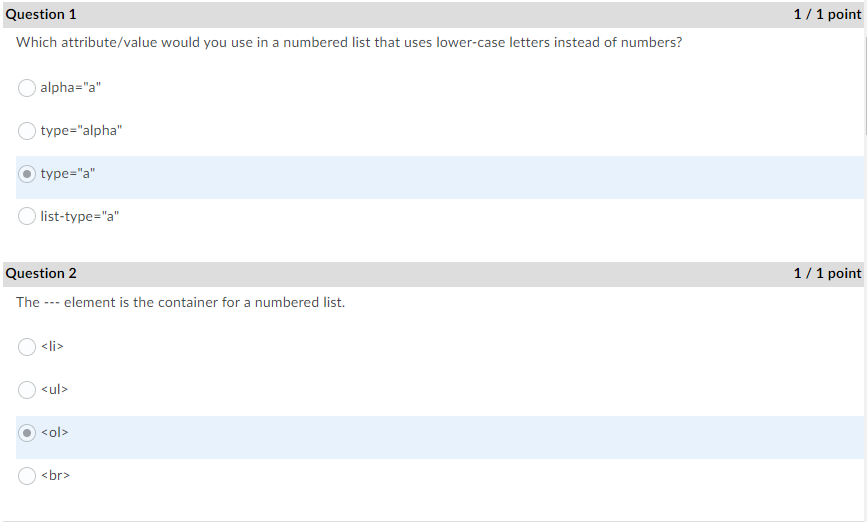 Question 1 1 / 1 point
Which attribute/value would you use in a numbered list that uses lower-case letters instead of numbers?
alpha="a"
type="alpha"
type="a"
list-type="a"
Question 2 1 / 1 point
The --- element is the container for a numbered list.
<li>
<ul>
<ol>
<br>